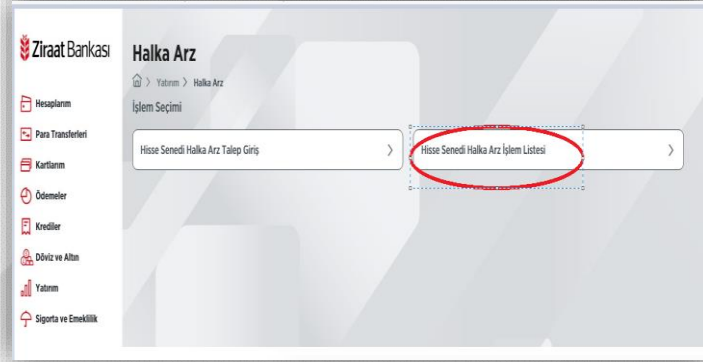 Ziraat Bankası
Hesaplarım
Para Transferleri
Kartlarım
Ödemeler
Krediler
Döviz ve Altın
Yatırım
Sigorta ve Emeklilik
Halka Arz
Yatırım > Halka Arz
İşlem Seçimi
Hisse Senedi Halka Arz Talep Giriş
Hisse Senedi Halka Arz İşlem Listesi